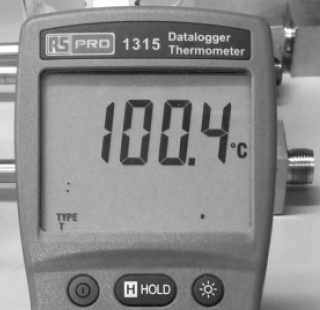 RS PRO 1315 Datalogger
Thermometer
100.4 °C
:
TYPE
T
H HOLD